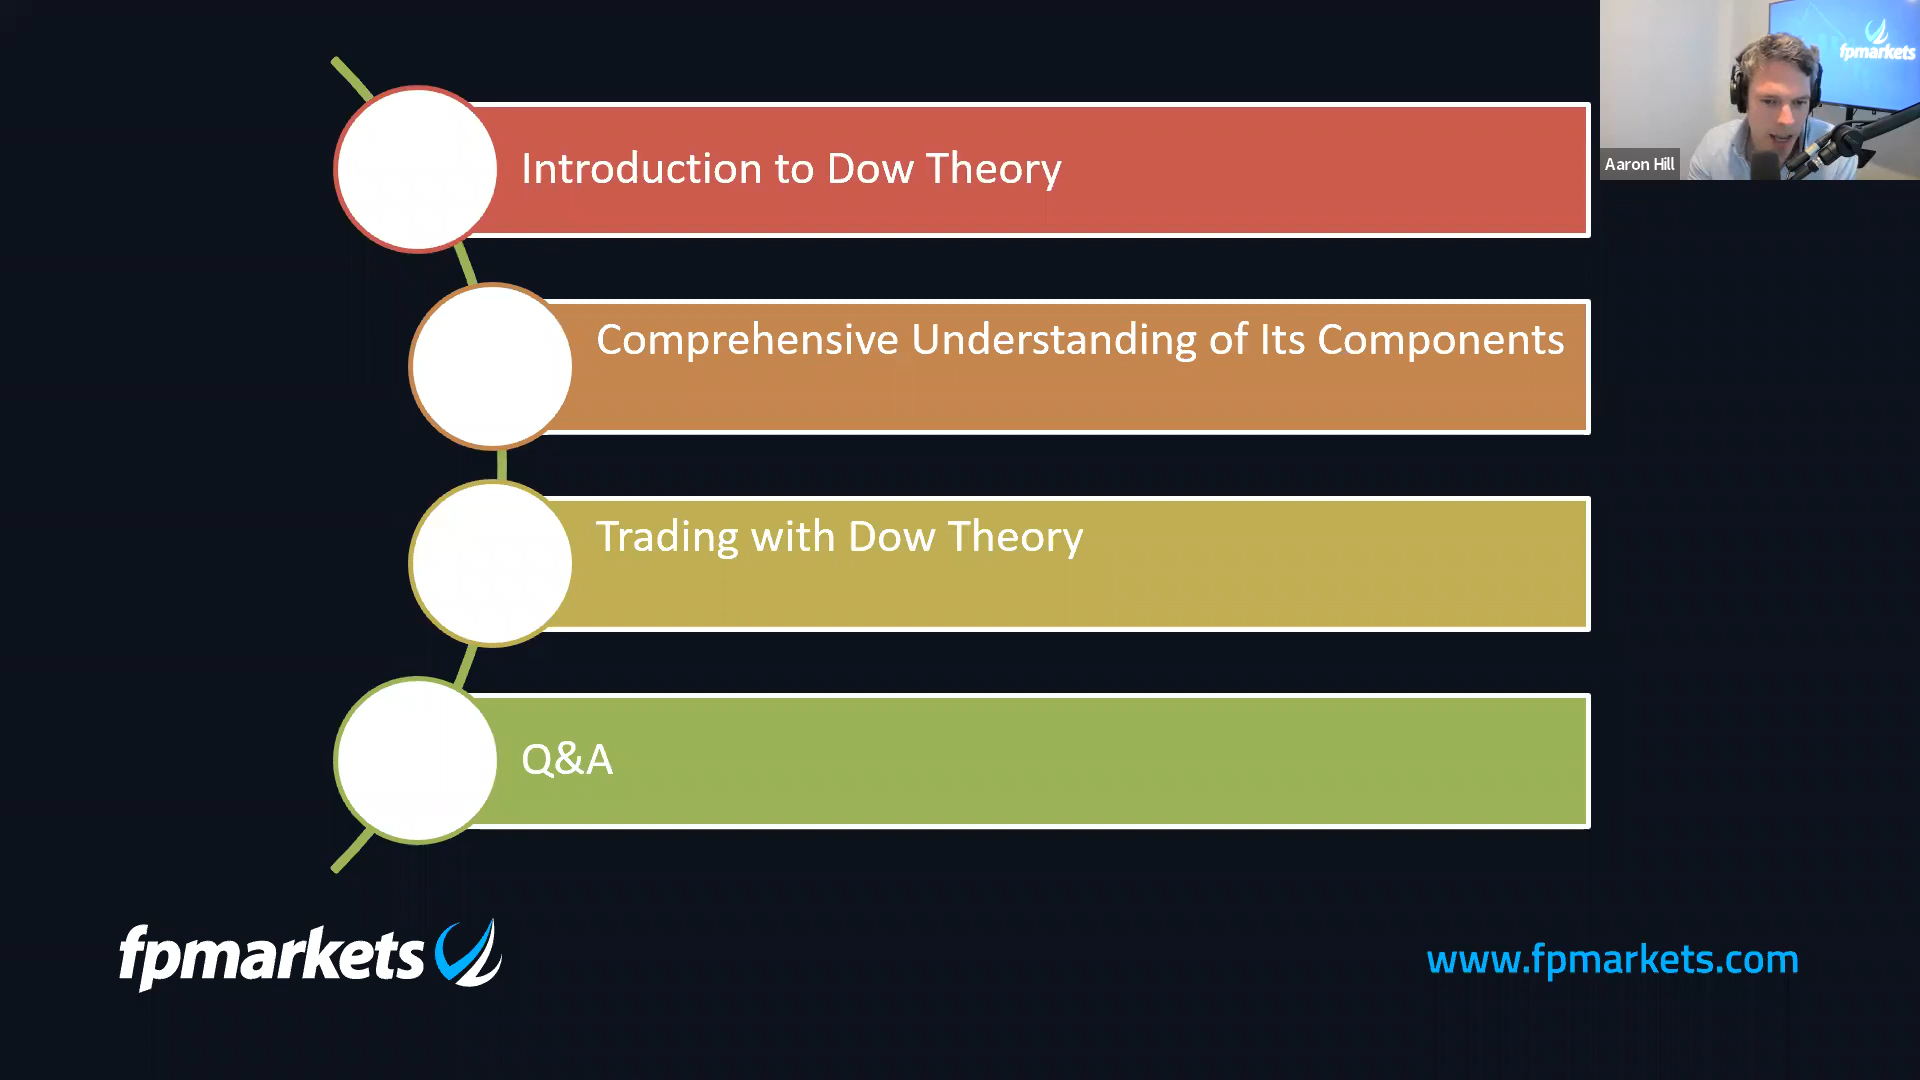 fpmarkets
Aaron Hill
Introduction to Dow Theory
Comprehensive Understanding of Its Components
Trading with Dow Theory
Q&A
fpmarkets
www.fpmarkets.com